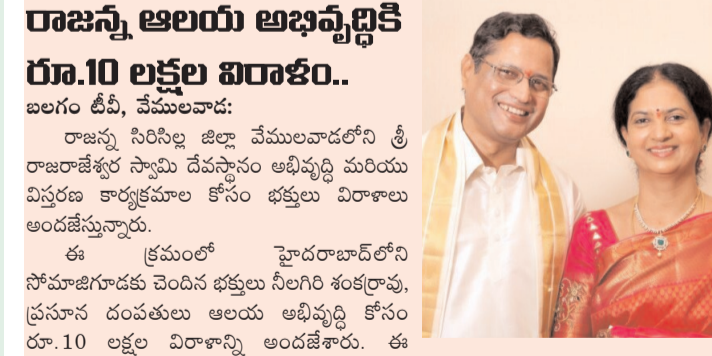 రాజన్న ఆలయ అభివృద్ధికి
రూ.10 లక్షల విరాళం..
బలగం టీవీ, వేములవాడ:
రాజన్న సిరిసిల్ల జిల్లా వేములవాడలోని శ్రీ
రాజరాజేశ్వర స్వామి దేవస్థానం అభివృద్ధి మరియు
విస్తరణ కార్యక్రమాల కోసం భక్తులు విరాళాలు
అందజేస్తున్నారు.
ఈ క్రమంలో హైదరాబాద్‌లోని
సోమాజిగూడకు చెందిన భక్తులు నీలగిరి శంకర్రావు,
ప్రసూన దంపతులు ఆలయ అభివృద్ధి కోసం
రూ.10 లక్షల విరాళాన్ని అందజేశారు. ఈ